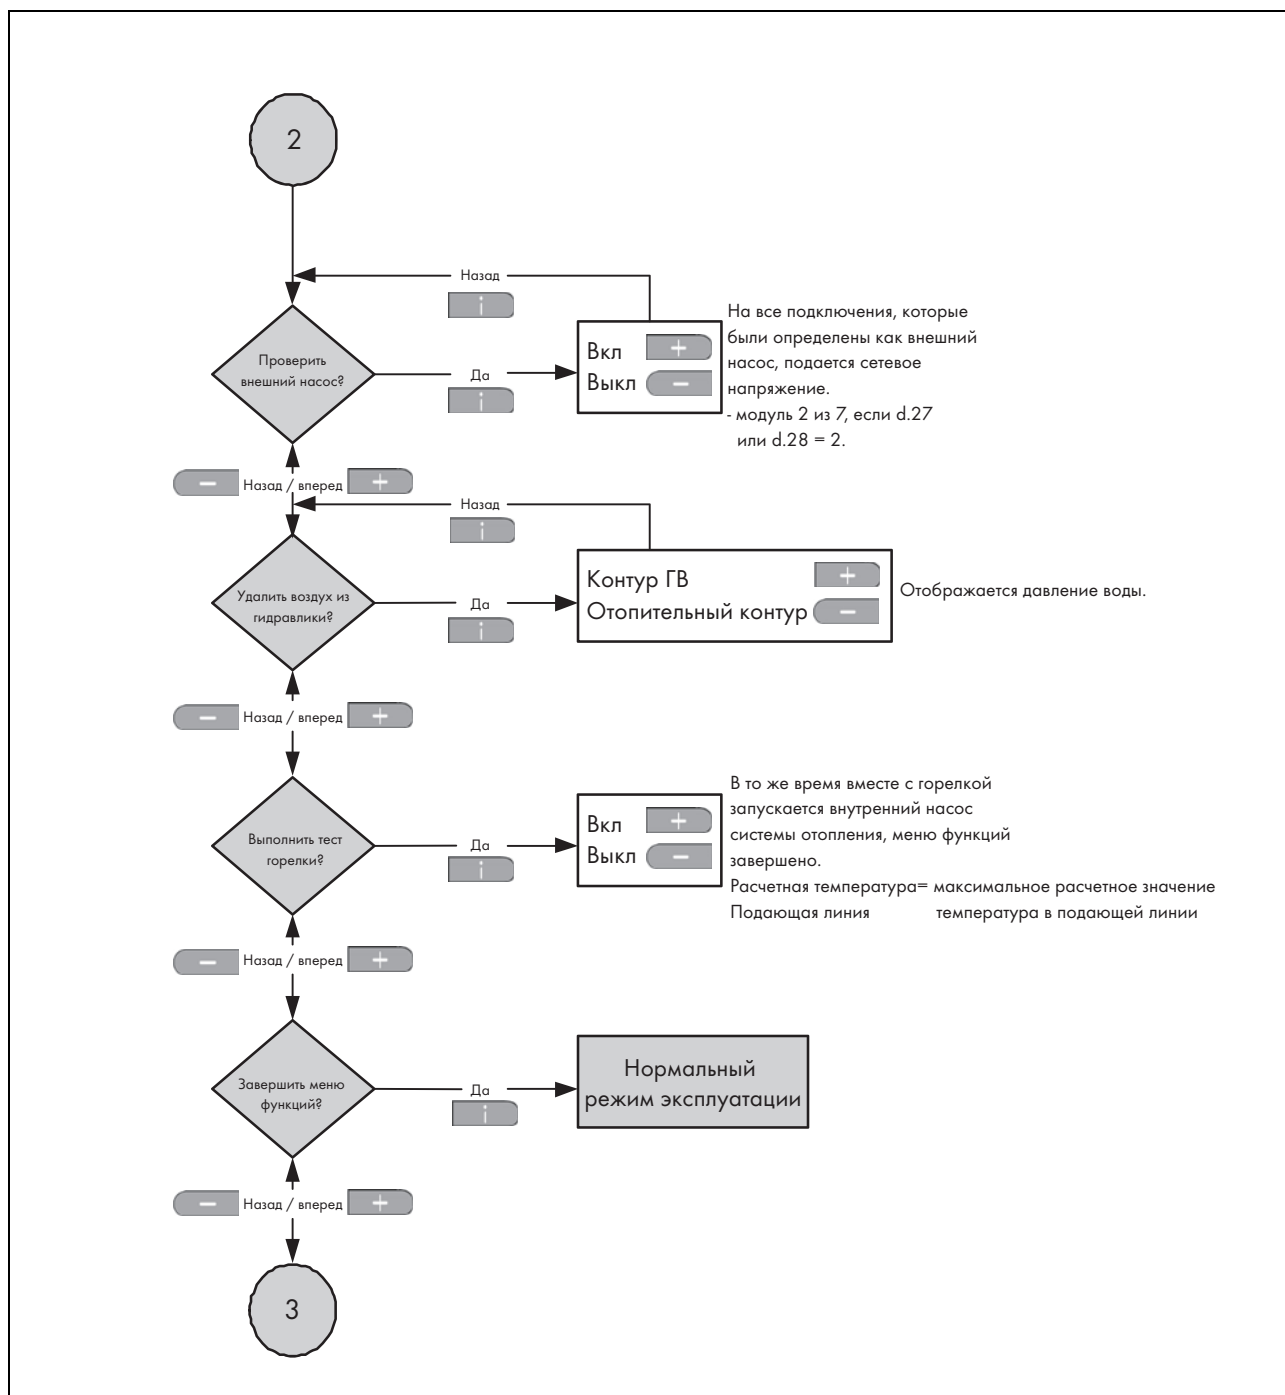 2
Назад
i
Проверить
внешний насос?
Да
i
Вкл +
Выкл –
На все подключения, которые
были определены как внешний
насос, подается сетевое
напряжение.
- модуль 2 из 7, если d.27
или d.28 = 2.
– Назад / вперед +
Назад
i
Удалить воздух из
гидравлики?
Да
i
Контур ГВ +
Отопительный контур –
Отображается давление воды.
– Назад / вперед +
Выполнить тест
горелки?
Да
i
Вкл +
Выкл –
В то же время вместе с горелкой
запускается внутренний насос
системы отопления, меню функций
завершено.
Расчетная температура= максимальное расчетное значение
Подающая линия температура в подающей линии
– Назад / вперед +
Завершить меню
функций?
Да
i
Нормальный
режим эксплуатации
– Назад / вперед +
3